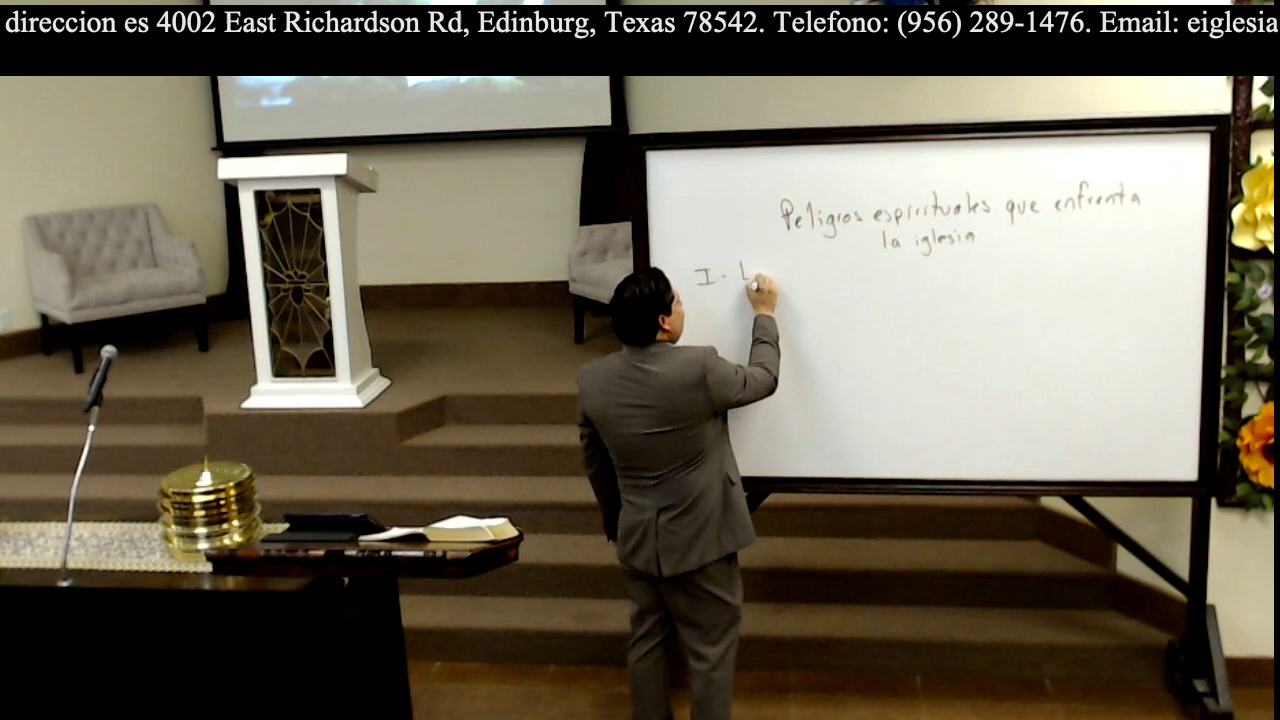 direccion es 4002 East Richardson Rd, Edinburg, Texas 78542. Telefono: (956) 289-1476. Email: eiglesia
Peligros espirituales que enfrenta
la iglesia
I. L